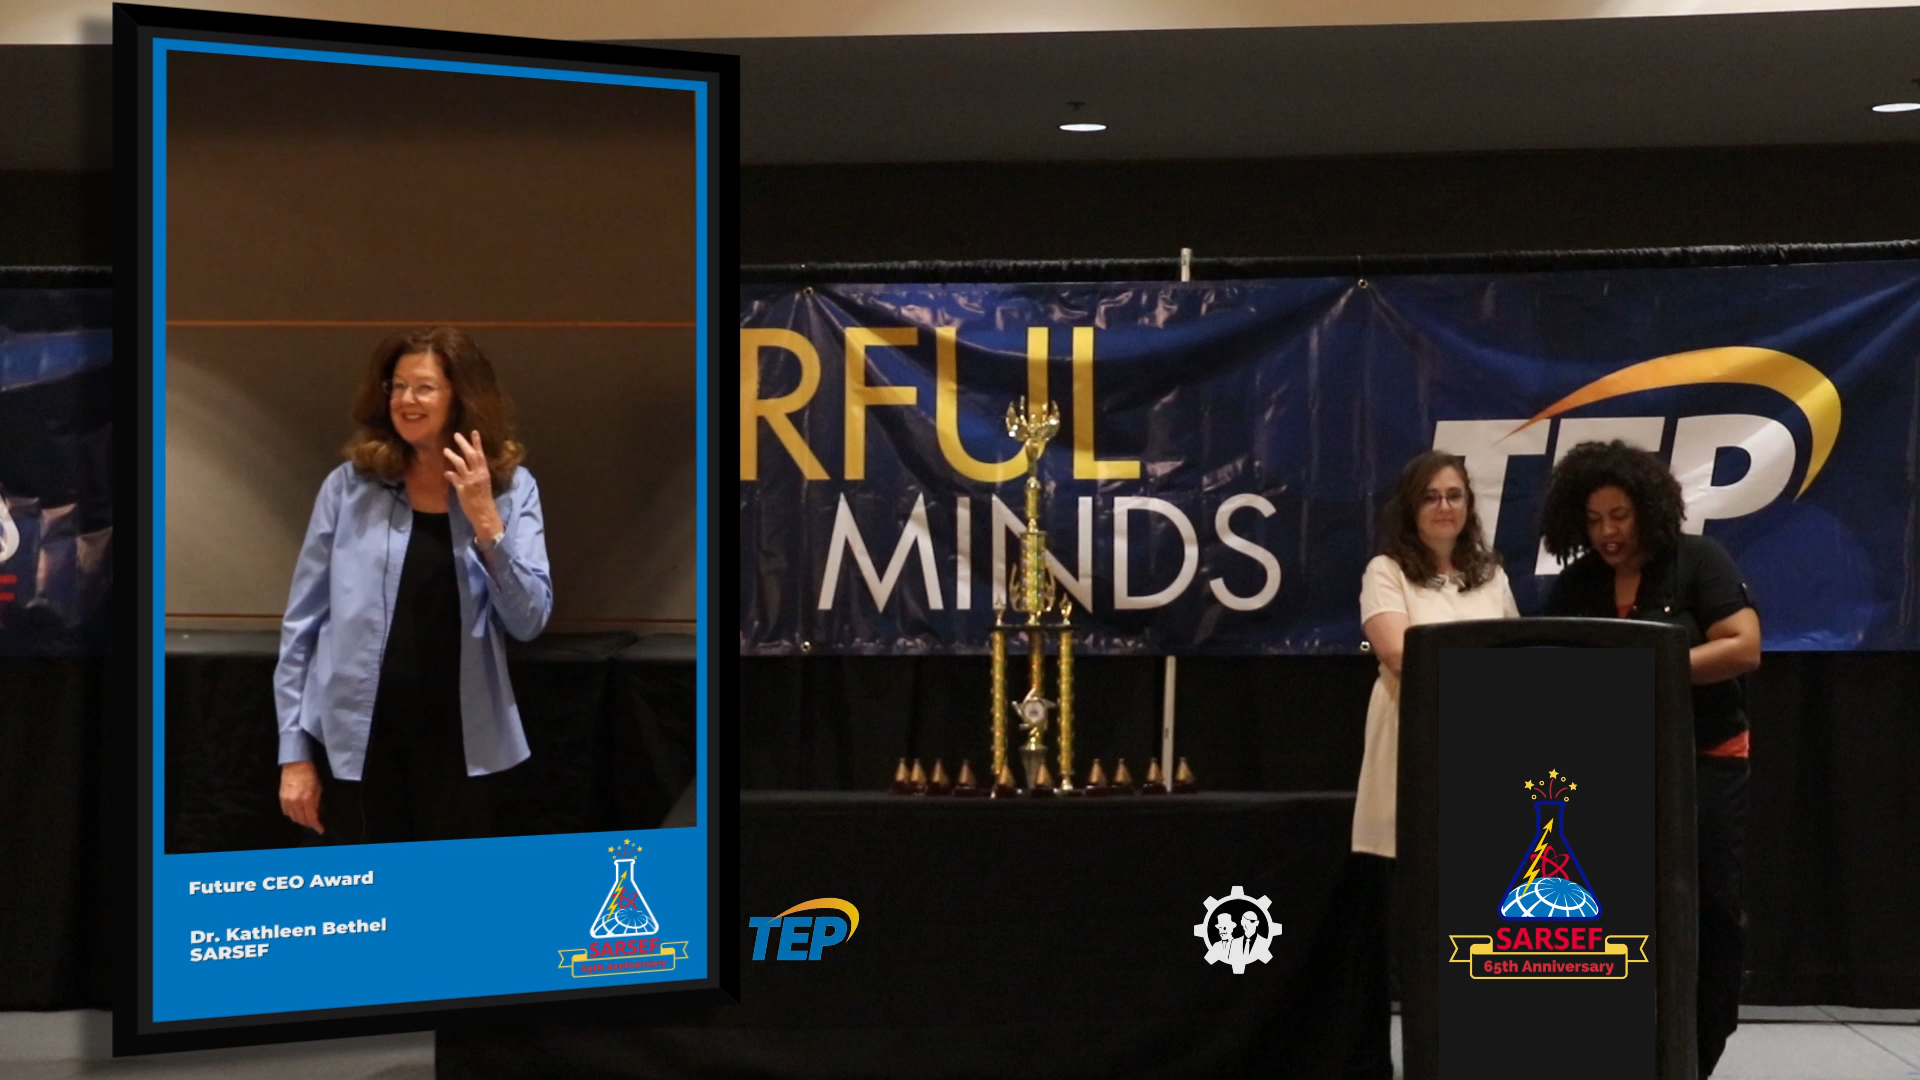 RFUL
MINDS
TEP
Future CEO Award
Dr. Kathleen Bethel
SARSEF
SARSEF
65th Anniversary
TEP
SARSEF
65th Anniversary